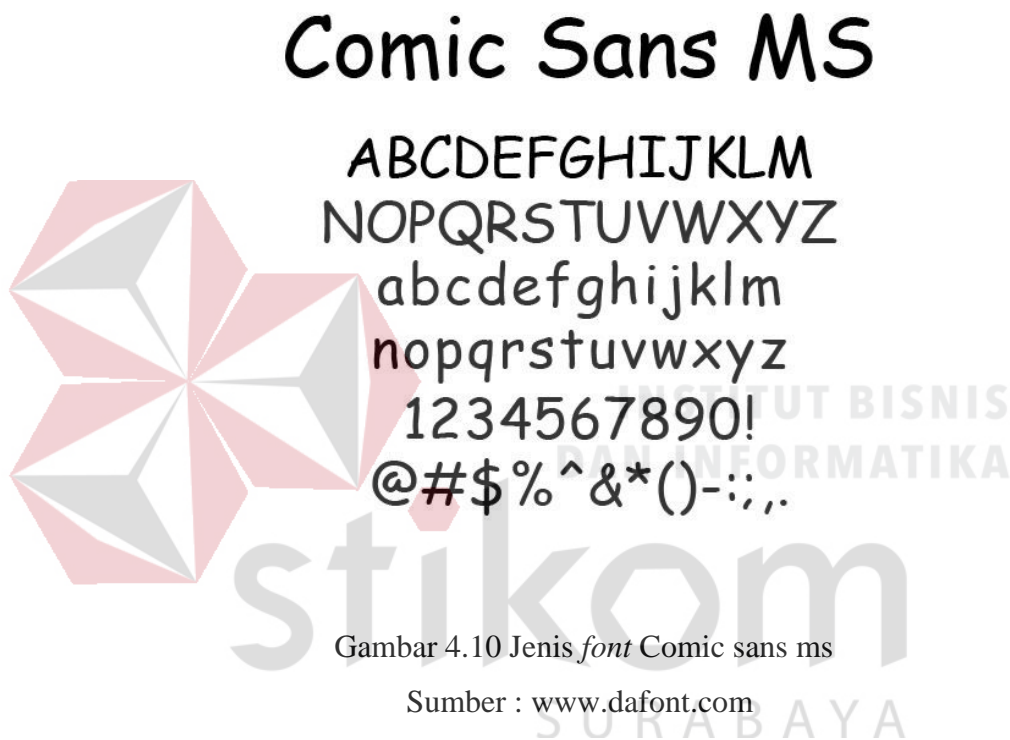 Comic Sans MS
ABCDEFGHIJKLM
NOPQRSTUVWXYZ
abcdefghijklm
nopqrstuvwxyz
INSTITUT BISNIS
1234567890!
DAN INFORMATIKA
@#$%^&*()-:;,.
stikom
Gambar 4.10 Jenis font Comic sans ms
Sumber : www.dafont.com
SURABAYA